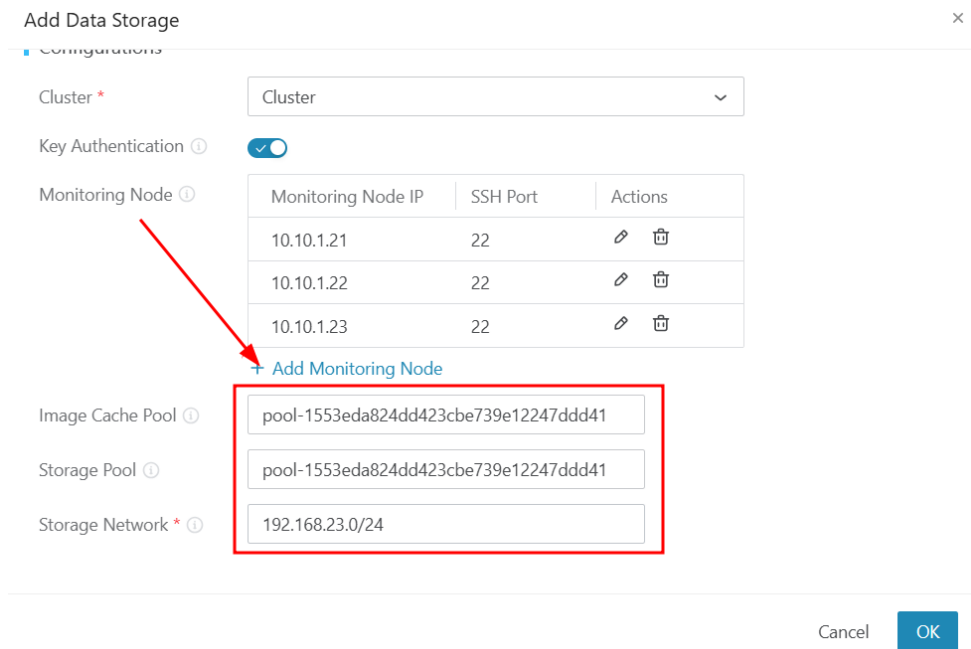 Add Data Storage
Configurations
Cluster *
Cluster
Key Authentication
Monitoring Node
Monitoring Node IP SSH Port Actions
10.10.1.21 22
10.10.1.22 22
10.10.1.23 22
+ Add Monitoring Node
Image Cache Pool
pool-1553eda824dd423cbe739e12247ddd41
Storage Pool
pool-1553eda824dd423cbe739e12247ddd41
Storage Network *
192.168.23.0/24
Cancel OK